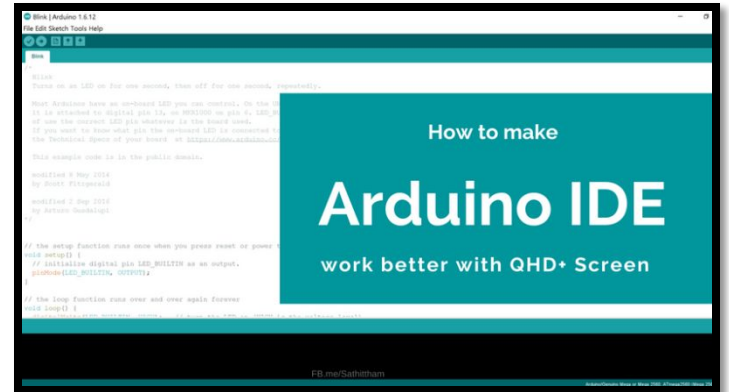 Blink | Arduino 1.6.12
File Edit Sketch Tools Help
Blink
/*
Blink
Turns on an LED on for one second, then off for one second, repeatedly.
Most Arduinos have an on-board LED you can control. On the
it is attached to digital pin 13, on MKR1000 on pin 6. LED_B
of use the correct LED pin whatever is the board used.
If you want to know what pin the on-board LED is connected to
the Technical Specs of your board at https://www.arduino.cc
This example code is in the public domain.
modified 8 May 2014
by Scott Fitzgerald
modified 2 Sep 2016
by Arturo Guadalupi
*/
// the setup function runs once when you press reset or power
void setup() {
// initialize digital pin LED_BUILTIN as an output.
pinMode(LED_BUILTIN, OUTPUT);
}
// the loop function runs over and over again forever
void loop() {
How to make
Arduino IDE
work better with QHD+ Screen
FB.me/Sathittham